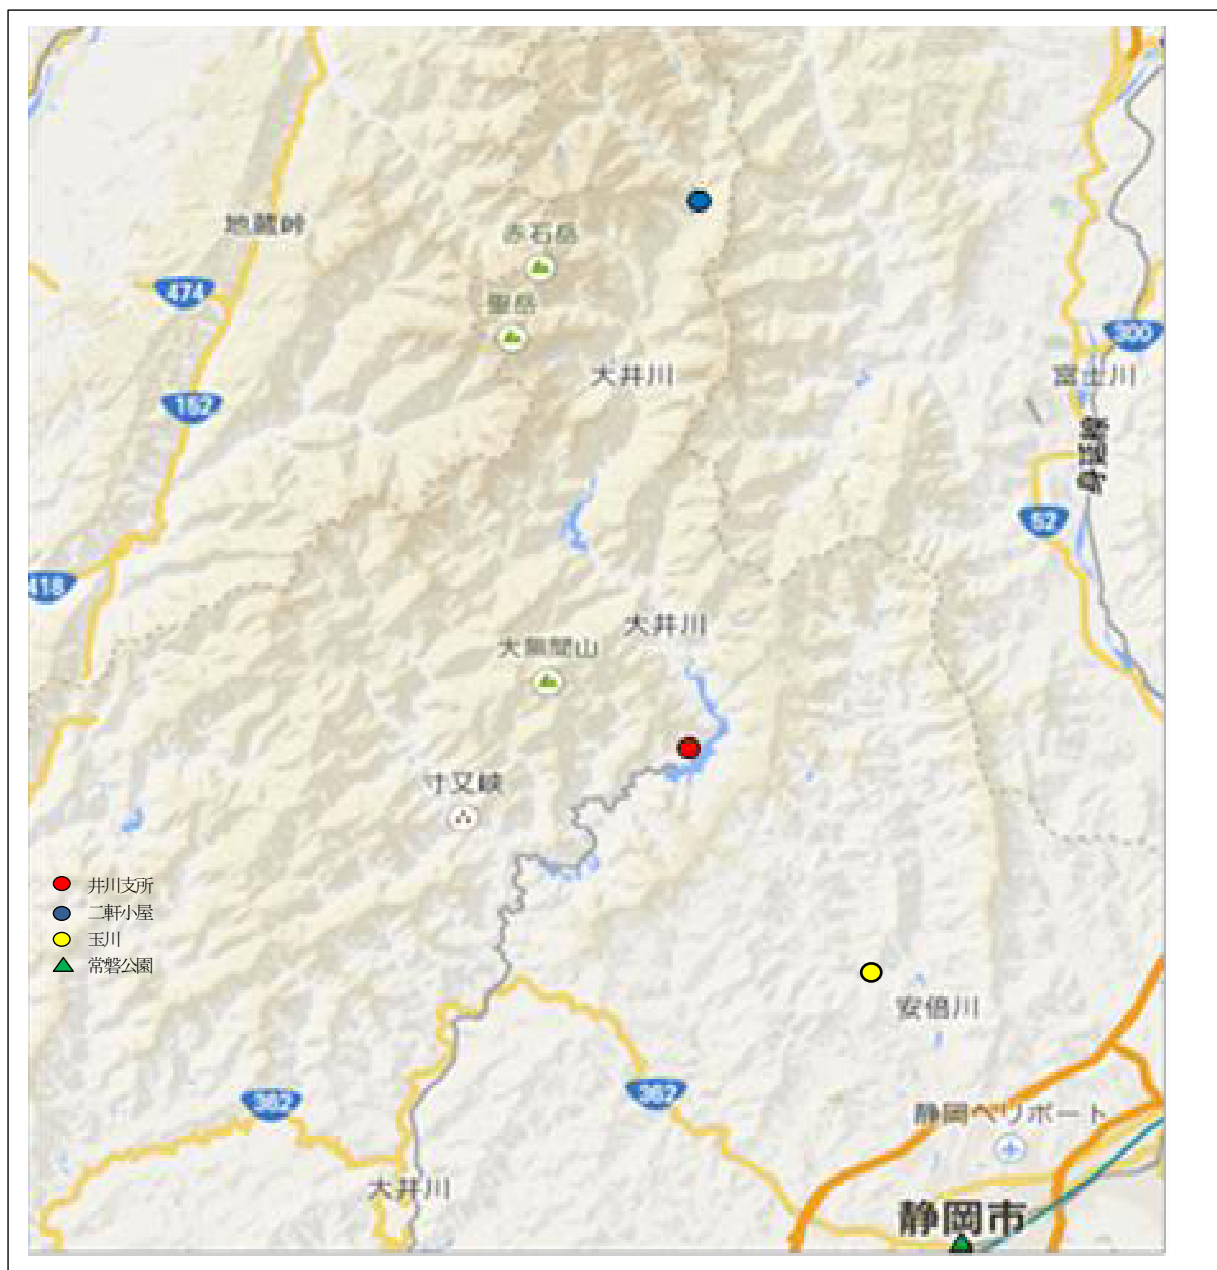 地蔵峠
赤石岳
474
聖岳
300
大井川
富士川
152
身延線
52
418
大井川
大無間山
寸又峡
井川支所
二軒小屋
玉川
常磐公園
安倍川
362
362
静岡ヘリポート
大井川
静岡市